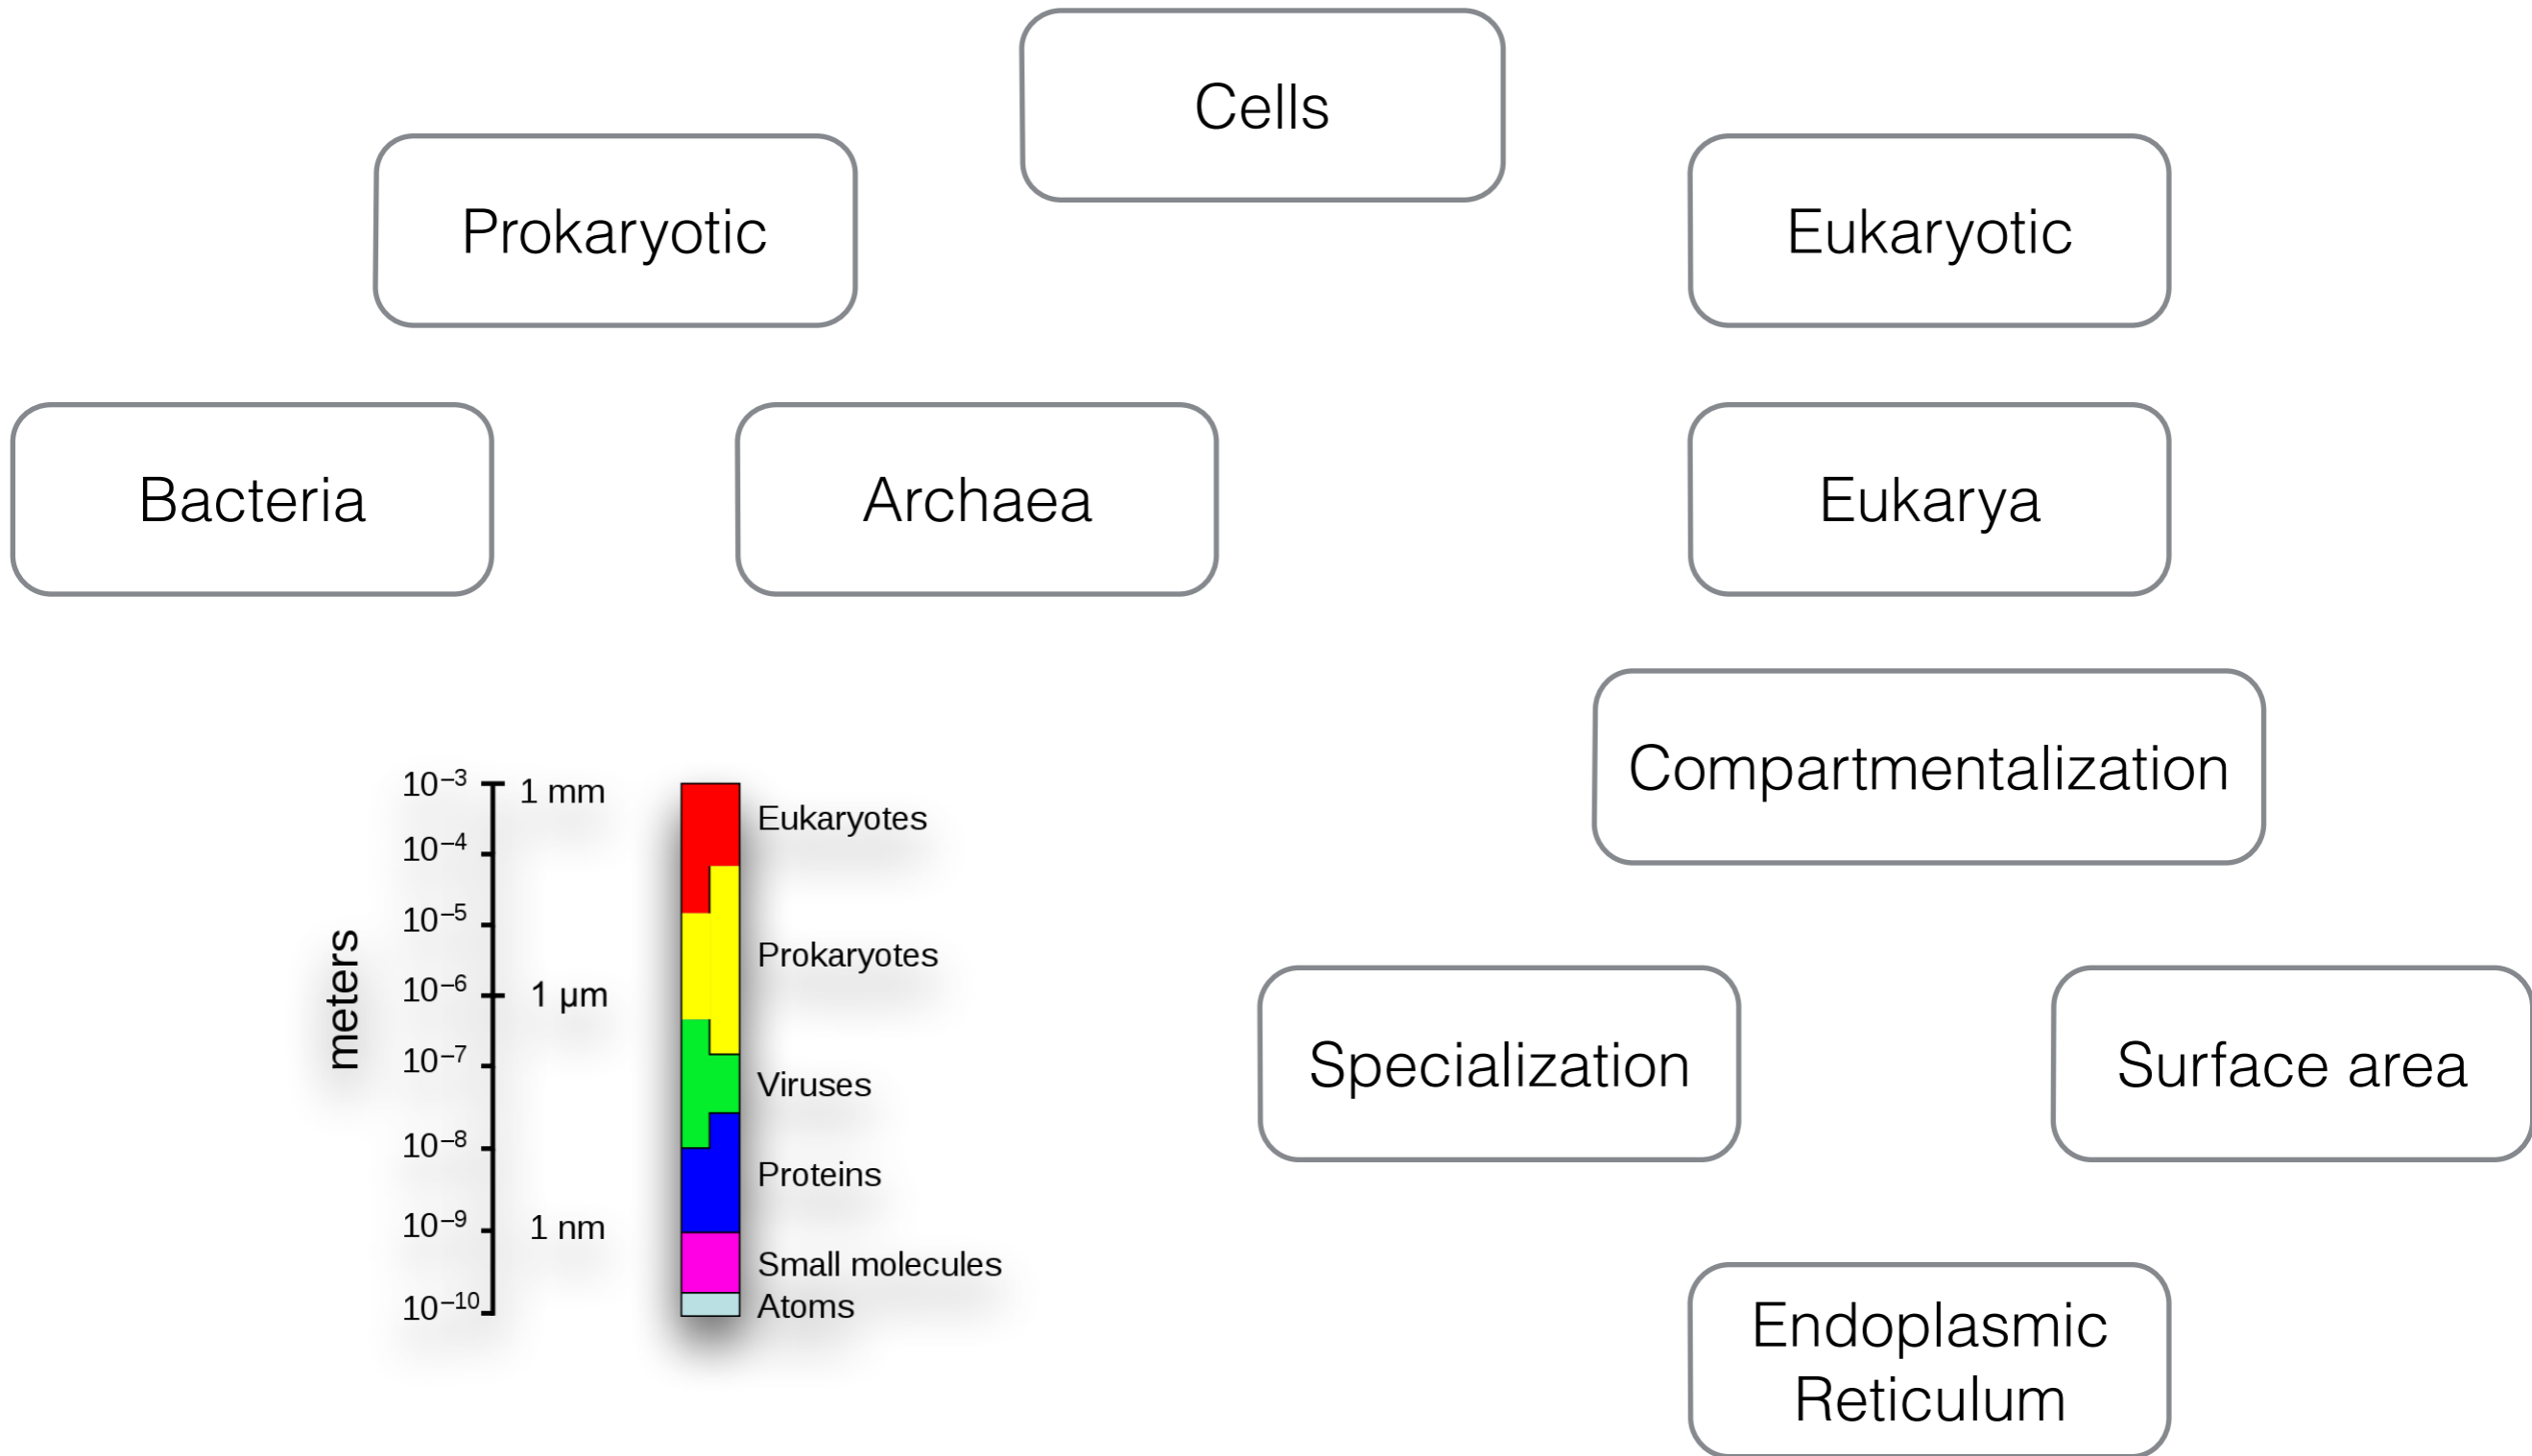 Cells
Prokaryotic
Eukaryotic
Bacteria
Archaea
Eukarya
Compartmentalization
Specialization
Surface area
Endoplasmic
Reticulum
meters
10⁻³ 1 mm
10⁻⁴
10⁻⁵
10⁻⁶ 1 µm
10⁻⁷
10⁻⁸
10⁻⁹ 1 nm
10⁻¹⁰
Eukaryotes
Prokaryotes
Viruses
Proteins
Small molecules
Atoms